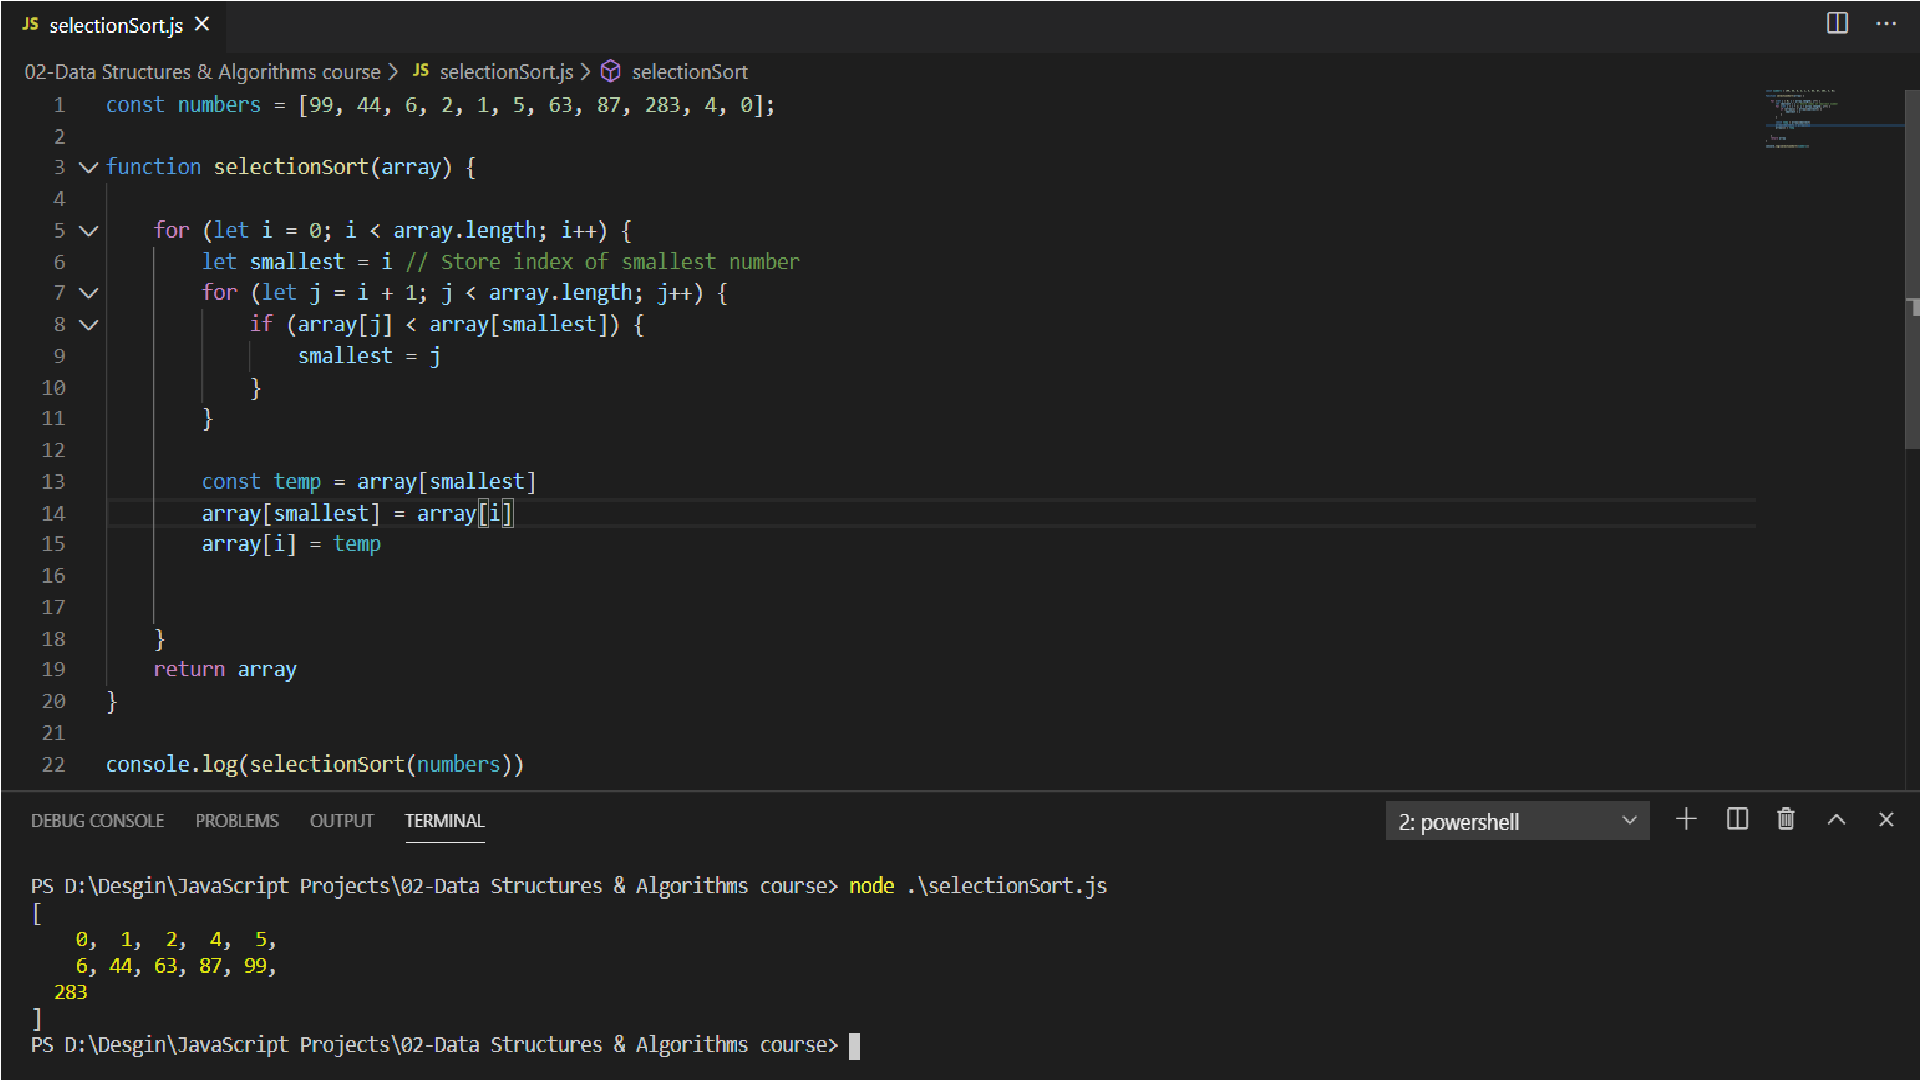 JS selectionSort.js
02-Data Structures & Algorithms course > JS selectionSort.js > selectionSort
1 const numbers = [99, 44, 6, 2, 1, 5, 63, 87, 283, 4, 0];
2
3 function selectionSort(array) {
4
5 for (let i = 0; i < array.length; i++) {
6 let smallest = i // Store index of smallest number
7 for (let j = i + 1; j < array.length; j++) {
8 if (array[j] < array[smallest]) {
9 smallest = j
10 }
11 }
12
13 const temp = array[smallest]
14 array[smallest] = array[i]
15 array[i] = temp
16
17
18 }
19 return array
20 }
21
22 console.log(selectionSort(numbers))
DEBUG CONSOLE PROBLEMS OUTPUT TERMINAL 2: powershell
PS D:\Desgin\JavaScript Projects\02-Data Structures & Algorithms course> node .\selectionSort.js
[
0, 1, 2, 4, 5,
6, 44, 63, 87, 99,
283
]
PS D:\Desgin\JavaScript Projects\02-Data Structures & Algorithms course>